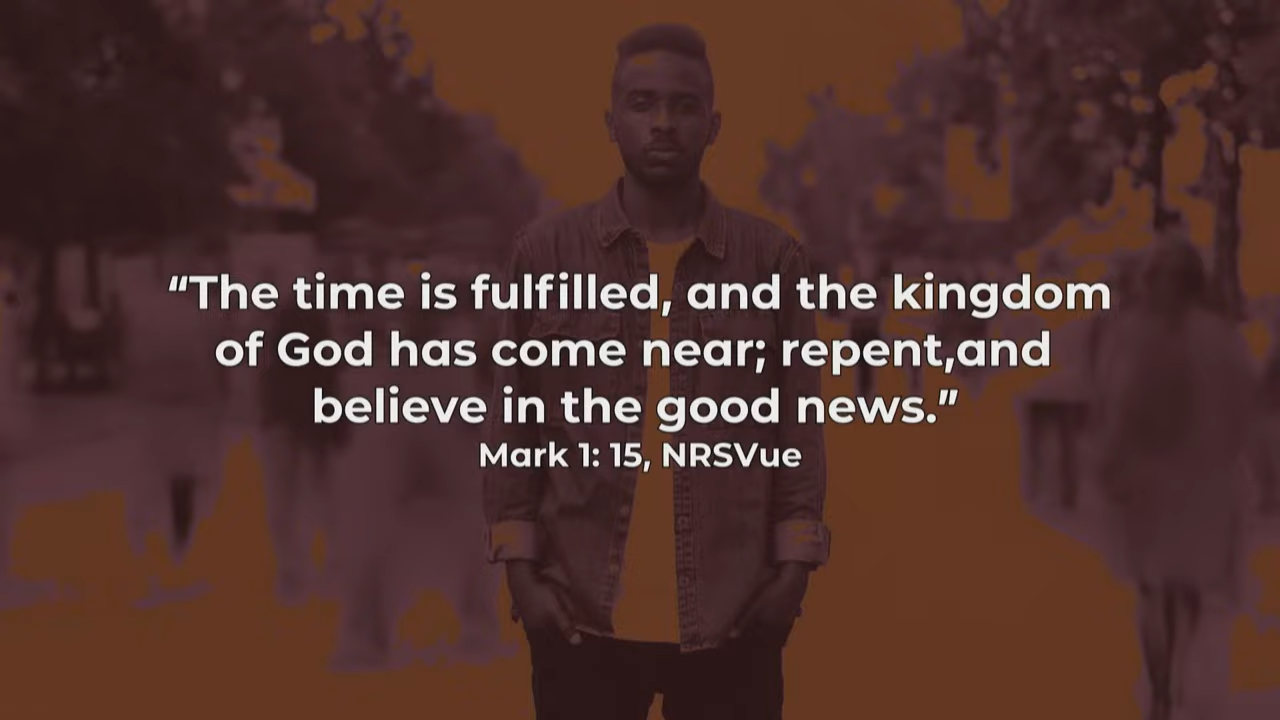 “The time is fulfilled, and the kingdom
of God has come near; repent,and
believe in the good news.”
Mark 1: 15, NRSVue